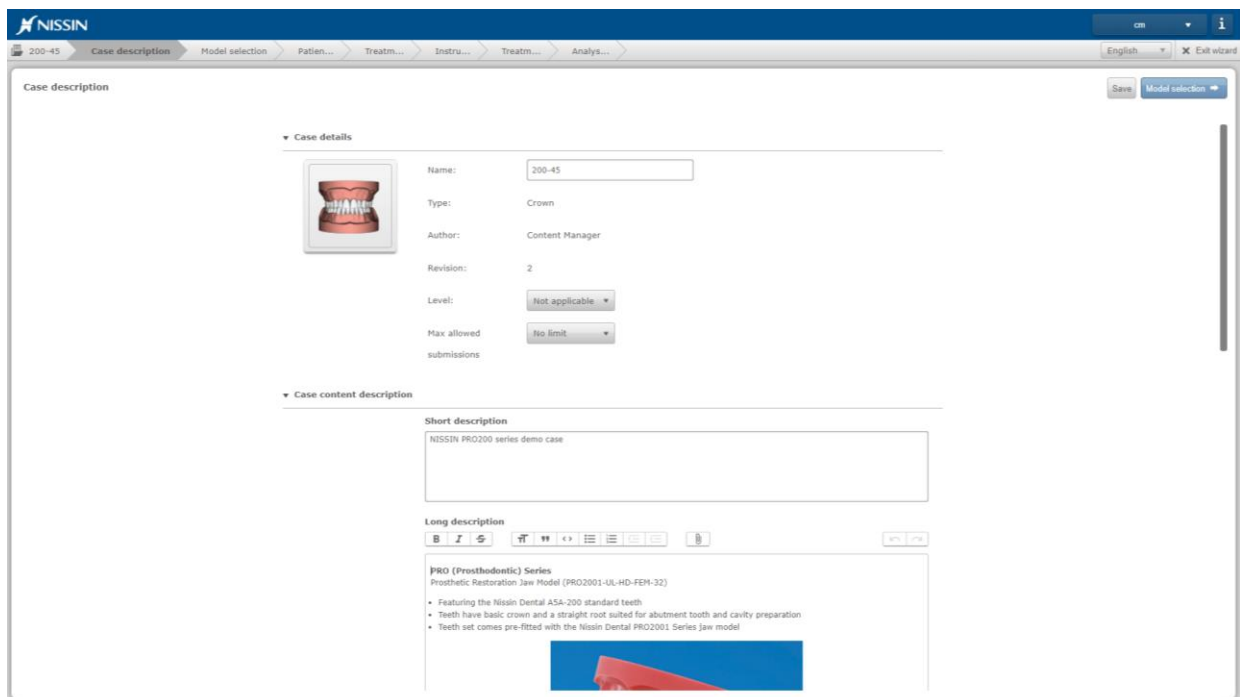 NISSIN
cm
i
200-45 Case description Model selection Patien... Treatm... Instru... Treatm... Analys... English Exit wizard
Case description
Save Model selection
Case details
Name: 200-45
Type: Crown
Author: Content Manager
Revision: 2
Level: Not applicable
Max allowed No limit
submissions
Case content description
Short description
NISSIN PRO200 series demo case
Long description
B I S TT
PRO (Prosthodontic) Series
Prosthetic Restoration Jaw Model (PRO2001-UL-HD-FEM-32)
• Featuring the Nissin Dental A5A-200 standard teeth
• Teeth have basic crown and a straight root suited for abutment tooth and cavity preparation
• Teeth set comes pre-fitted with the Nissin Dental PRO2001 Series jaw model